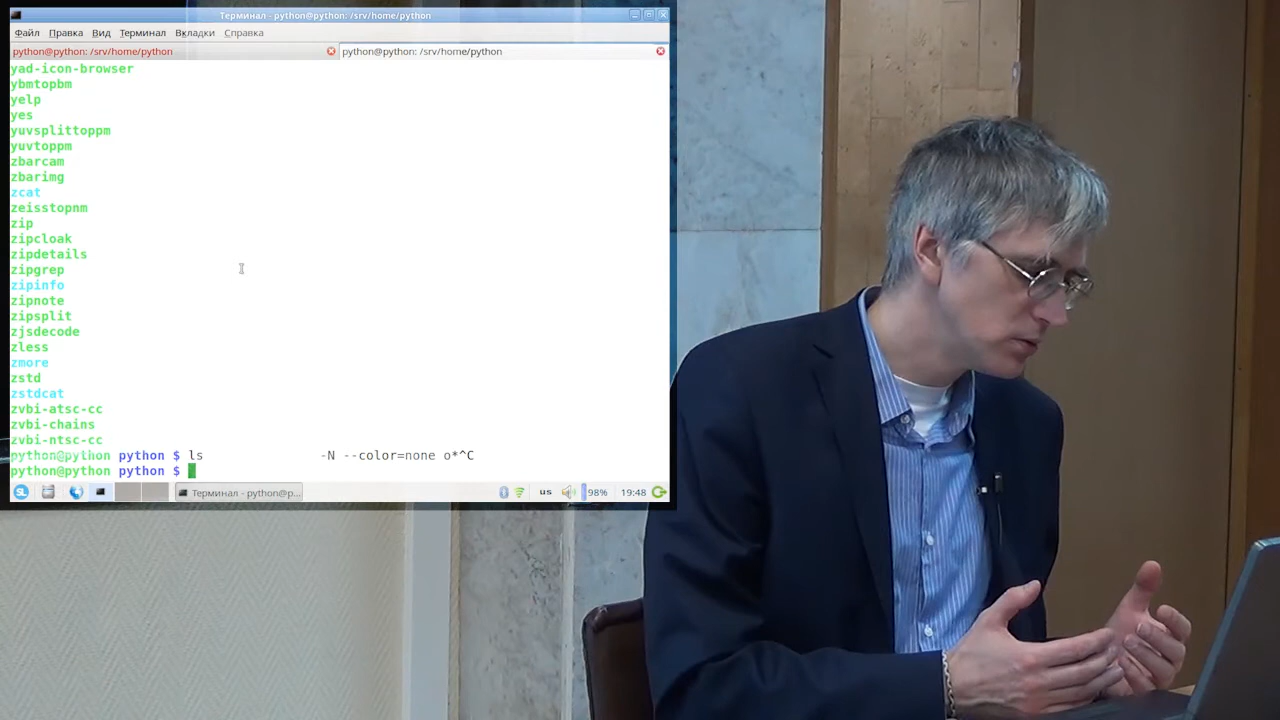 Терминал - python@python: /srv/home/python
Файл Правка Вид Терминал Вкладки Справка
python@python: /srv/home/python python@python: /srv/home/python
yad-icon-browser
ybmtopbm
yelp
yes
yuvsplittoppm
yuvtoppm
zbarcam
zbarimg
zcat
zeisstopnm
zip
zipcloak
zipdetails
zipgrep
zipinfo
zipnote
zipsplit
zjsdecode
zless
zmore
zstd
zstdcat
zvbi-atsc-cc
zvbi-chains
zvbi-ntsc-cc
python@python python $ ls -N --color=none o*^C
python@python python $
Терминал - python@p... us 98% 19:48